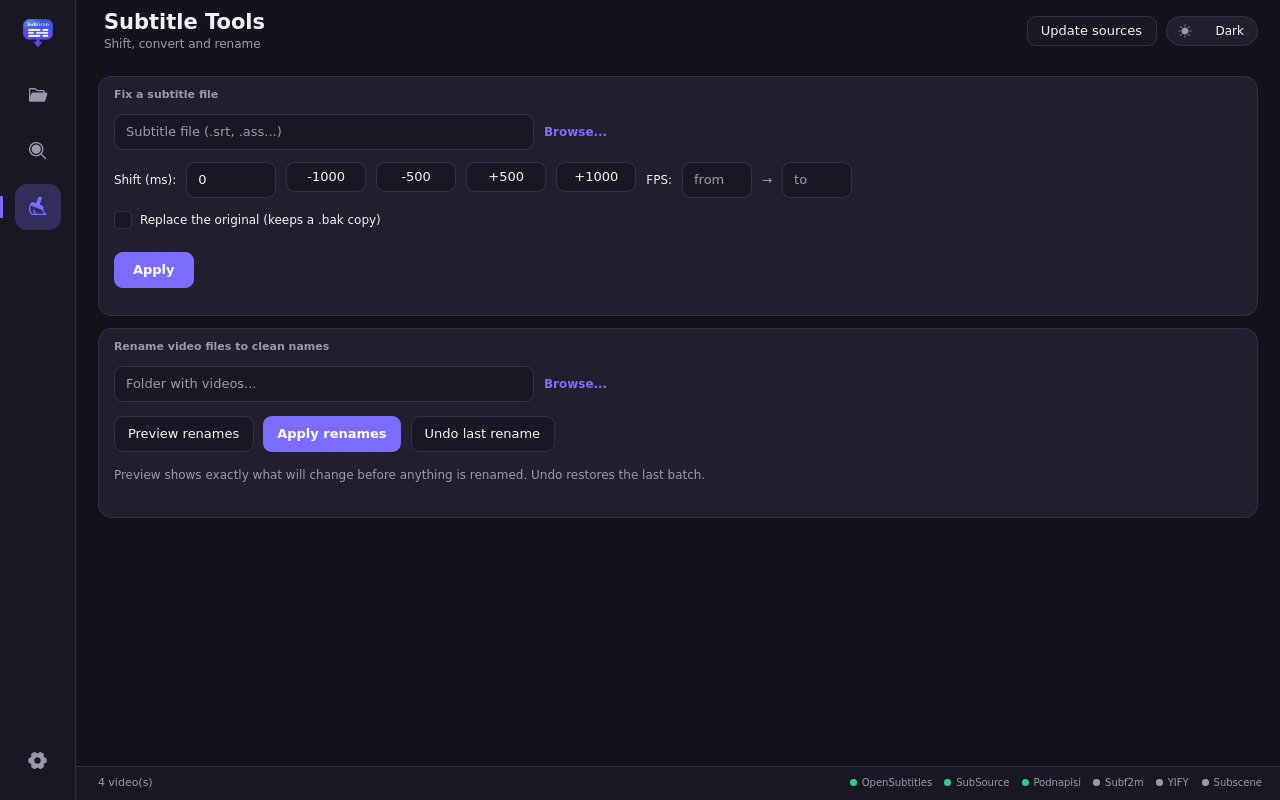 SubGrab
Subtitle Tools
Shift, convert and rename
Update sources
Dark
Fix a subtitle file
Subtitle file (.srt, .ass...)
Browse...
Shift (ms): 0 -1000 -500 +500 +1000 FPS: from → to
Replace the original (keeps a .bak copy)
Apply
Rename video files to clean names
Folder with videos...
Browse...
Preview renames Apply renames Undo last rename
Preview shows exactly what will change before anything is renamed. Undo restores the last batch.
4 video(s)
OpenSubtitles SubSource Podnapisi Subf2m YIFY Subscene